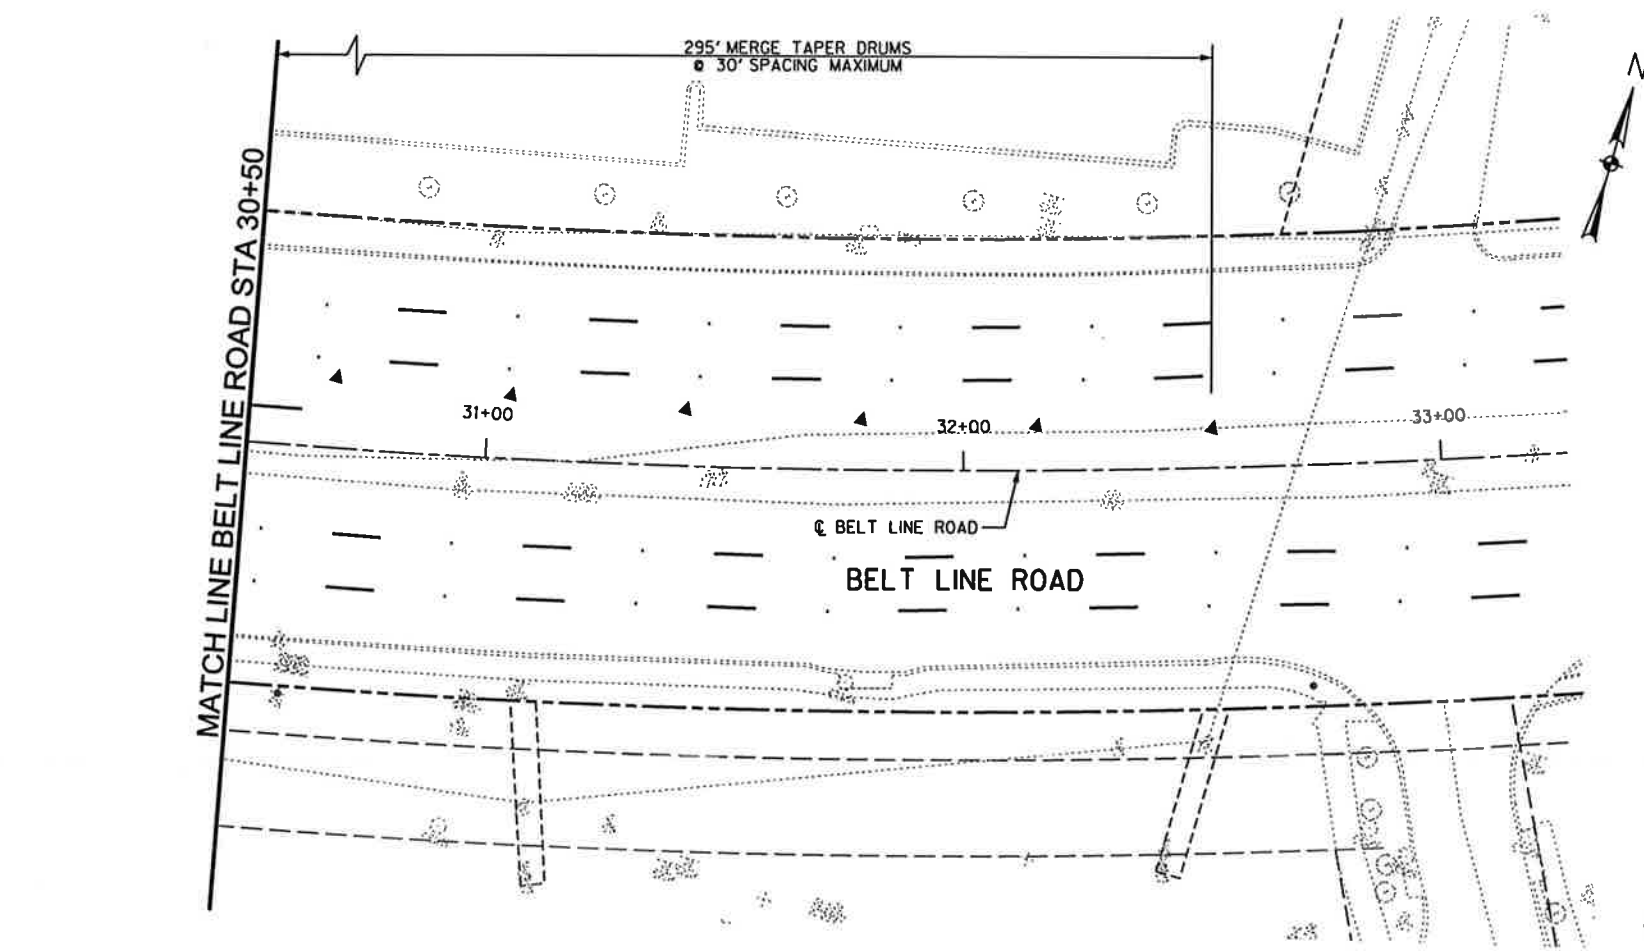 295' MERGE TAPER DRUMS
@ 30' SPACING MAXIMUM
N
MATCH LINE BELT LINE ROAD STA 30+50
31+00
32+00
33+00
℄ BELT LINE ROAD
BELT LINE ROAD